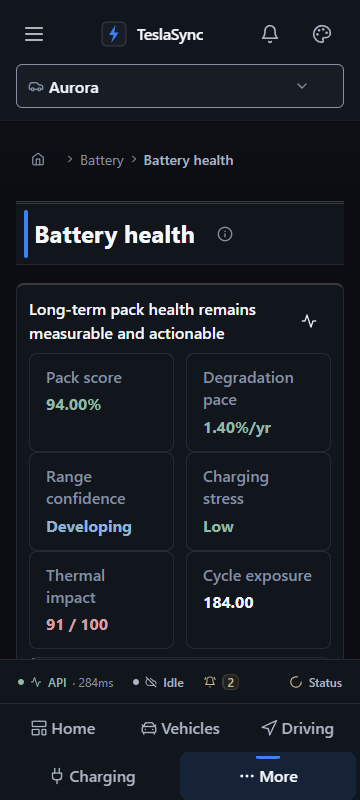 TeslaSync
Aurora
Battery
Battery health
Battery health
Long-term pack health remains
measurable and actionable
Pack score
94.00%
Degradation
pace
1.40%/yr
Range
confidence
Developing
Charging
stress
Low
Thermal
impact
91 / 100
Cycle exposure
184.00
API · 284ms
Idle
2
Status
Home
Vehicles
Driving
Charging
More